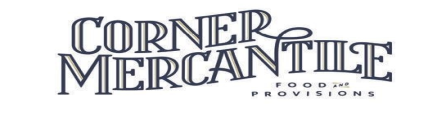 CORNER
MERCANTILE
FOOD AND
PROVISIONS